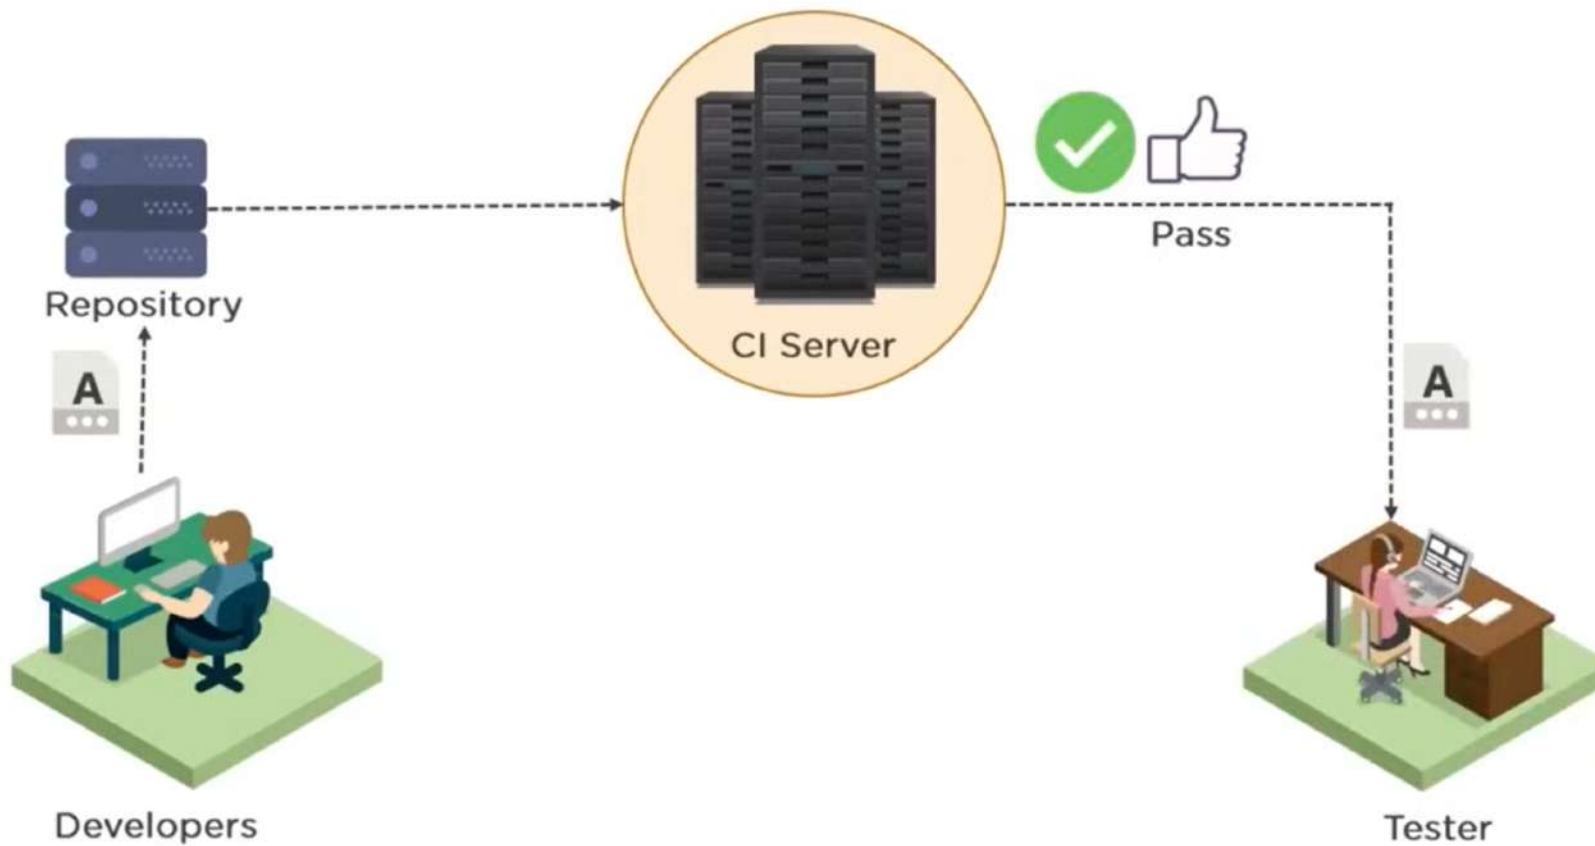 Repository
CI Server
Pass
A
A
Developers
Tester